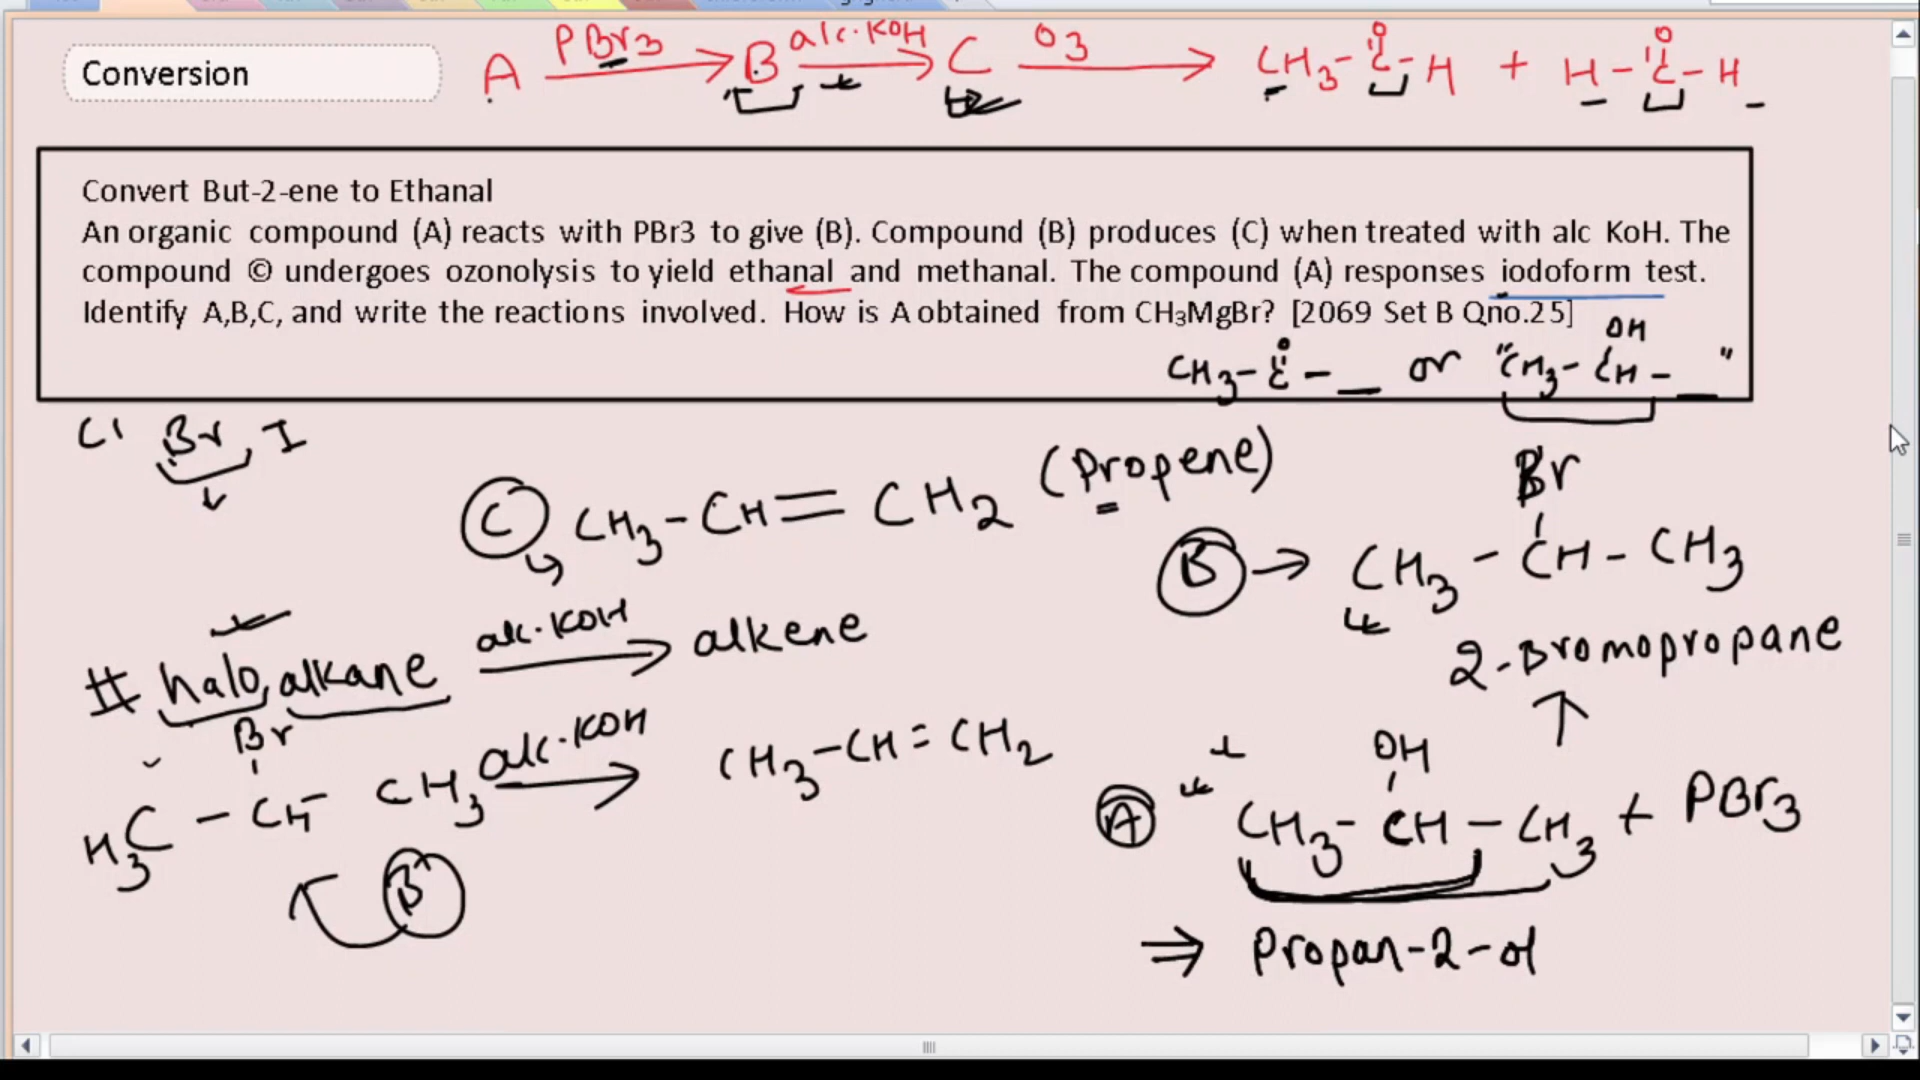 Conversion
A PBr3 → B alc.KOH → C O3 → CH3-C-H + H-C-H
O O
Convert But-2-ene to Ethanal
An organic compound (A) reacts with PBr3 to give (B). Compound (B) produces (C) when treated with alc KoH. The
compound © undergoes ozonolysis to yield ethanal and methanal. The compound (A) responses iodoform test.
Identify A,B,C, and write the reactions involved. How is A obtained from CH₃MgBr? [2069 Set B Qno.25]
O OH
CH3-C-__ or "CH3-CH-__"
Cl Br I
C CH3-CH=CH2 (Propene)
Br
B → CH3-CH-CH3
2-Bromopropane
# halo alkane alc.KOH → alkene
Br
H3C-CH-CH3 alc.KOH → CH3-CH=CH2
B
OH
A CH3-CH-CH3 + PBr3
⇒ Propan-2-ol